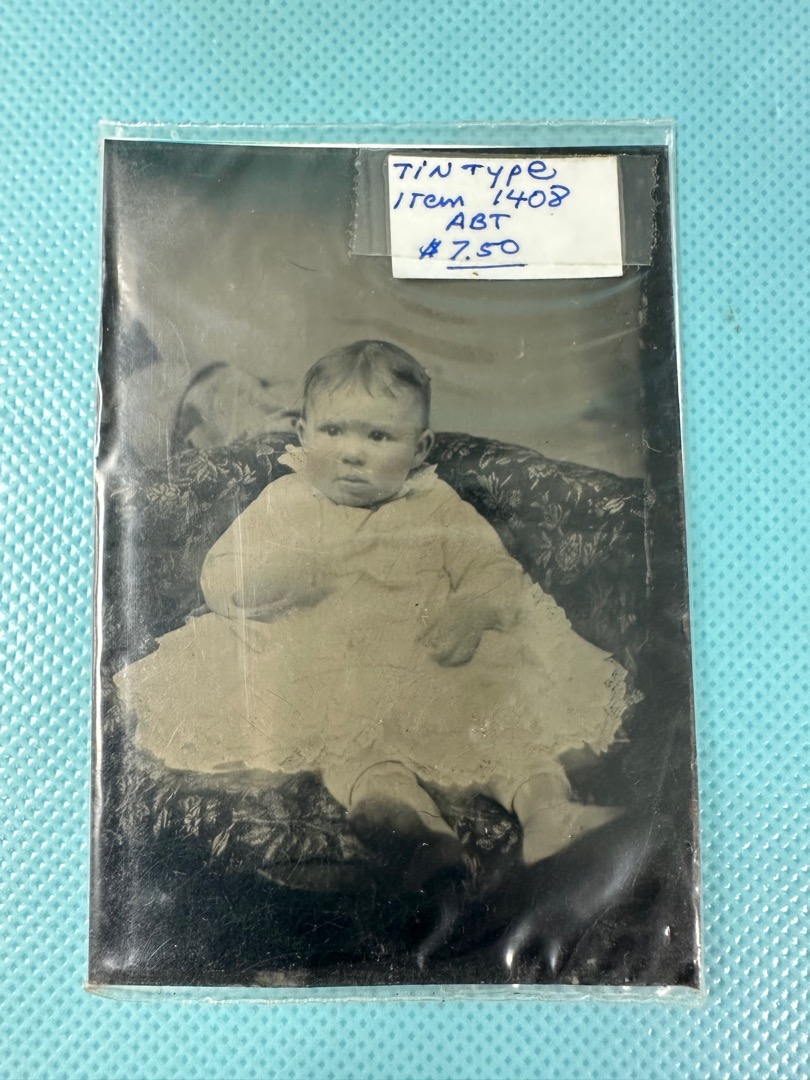 TiNTYPe
ITem 1408
ABT
$7.50